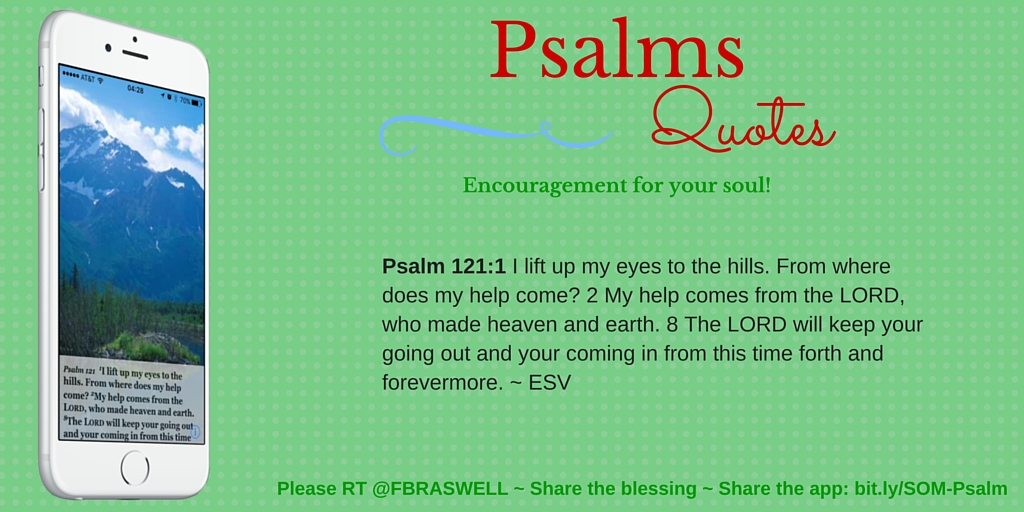 Psalms
Quotes
Encouragement for your soul!
Psalm 121:1 I lift up my eyes to the hills. From where
does my help come? 2 My help comes from the LORD,
who made heaven and earth. 8 The LORD will keep your
going out and your coming in from this time forth and
forevermore. ~ ESV
AT&T
04:28
70%
Psalm 121 ¹I lift up my eyes to the
hills. From where does my help
come? ²My help comes from the
LORD, who made heaven and earth.
⁸The LORD will keep your going out
and your coming in from this time
Please RT @FBRASWELL ~ Share the blessing ~ Share the app: bit.ly/SOM-Psalm